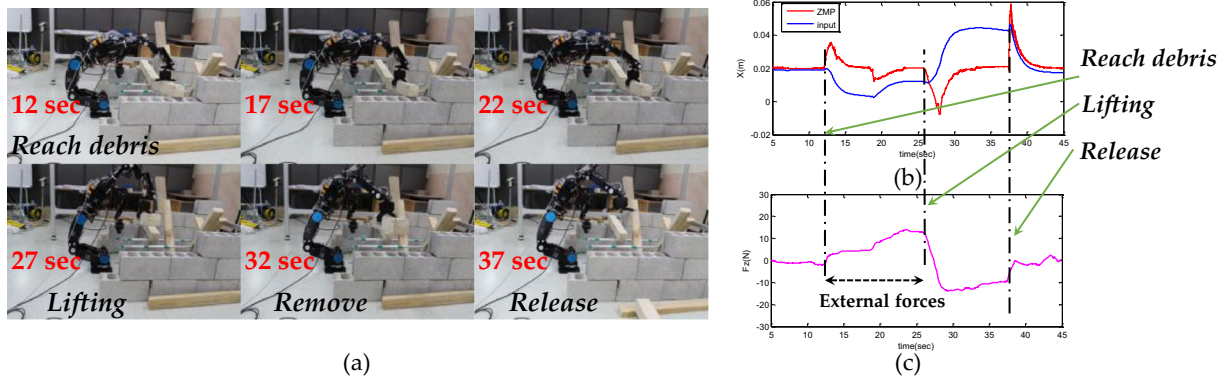 12 sec
17 sec
22 sec
Reach debris
27 sec
32 sec
37 sec
Lifting
Remove
Release
(a)
0.06
0.04
0.02
0
-0.02
X(m)
ZMP
input
5 10 15 20 25 30 35 40 45
time(sec)
(b)
Reach debris
Lifting
Release
30
20
10
0
-10
-20
-30
Fz(N)
External forces
5 10 15 20 25 30 35 40 45
time(sec)
(c)